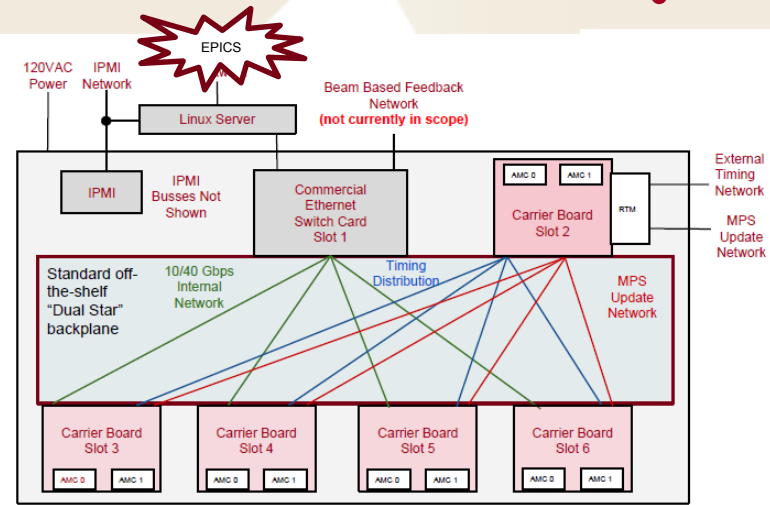 EPICS
120VAC
Power
IPMI
Network
Linux Server
Beam Based Feedback
Network
(not currently in scope)
IPMI
IPMI
Busses Not
Shown
Commercial
Ethernet
Switch Card
Slot 1
AMC 0
AMC 1
Carrier Board
Slot 2
RTM
External
Timing
Network
MPS
Update
Network
Standard off-
the-shelf
“Dual Star”
backplane
10/40 Gbps
Internal
Network
Timing
Distribution
MPS
Update
Network
Carrier Board
Slot 3
AMC 0
AMC 1
Carrier Board
Slot 4
AMC 0
AMC 1
Carrier Board
Slot 5
AMC 0
AMC 1
Carrier Board
Slot 6
AMC 0
AMC 1